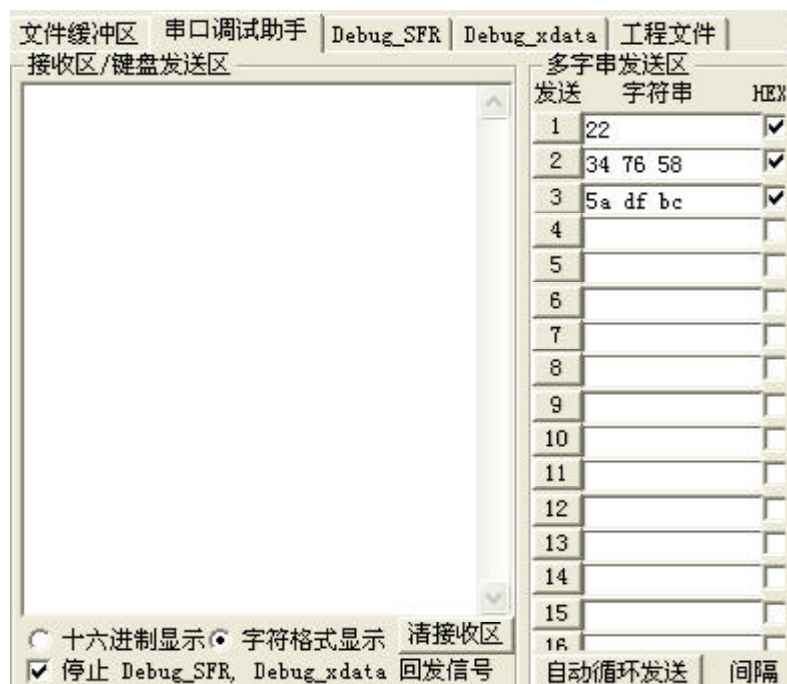 文件缓冲区 串口调试助手 Debug_SFR Debug_xdata 工程文件
接收区/键盘发送区
多字串发送区
发送 字符串 HEX
1 22
2 34 76 58
3 5a df bc
4
5
6
7
8
9
10
11
12
13
14
15
16
十六进制显示 字符格式显示 清接收区
停止 Debug_SFR, Debug_xdata 回发信号
自动循环发送 间隔